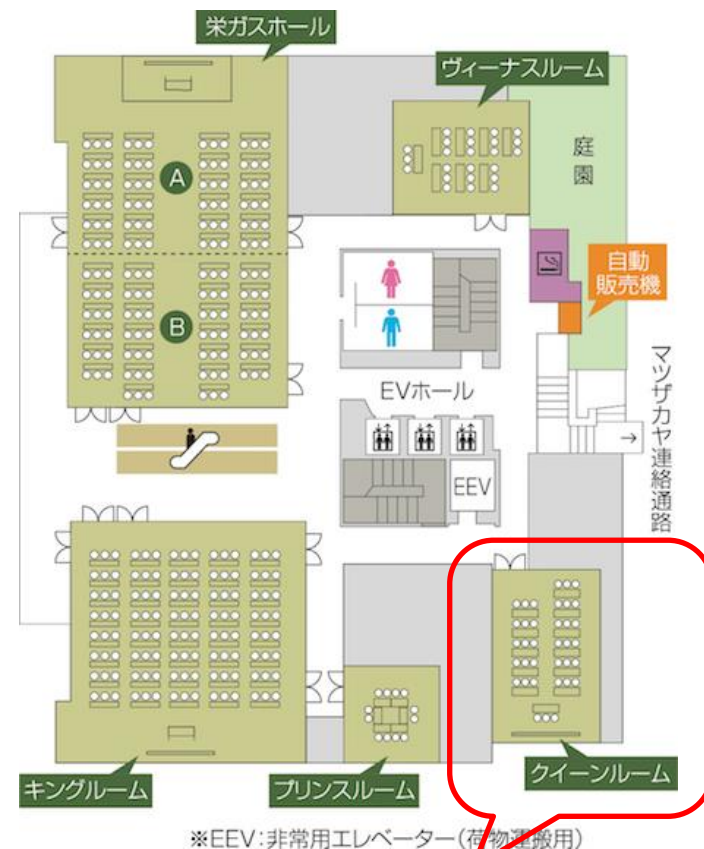 栄ガスホール
ヴィーナスルーム
庭園
A
自動
販売機
B
EVホール
マツザカヤ連絡通路
EEV
キングルーム
プリンスルーム
クイーンルーム
※EEV:非常用エレベーター(荷物運搬用)